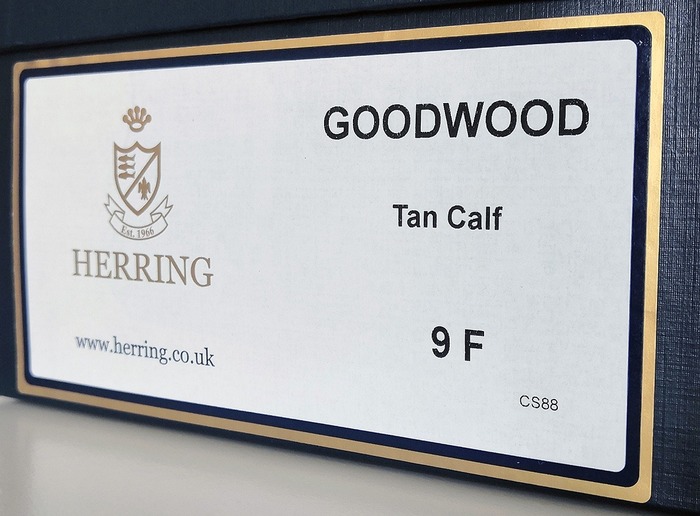 Est. 1966
HERRING
www.herring.co.uk
GOODWOOD
Tan Calf
9 F
CS88